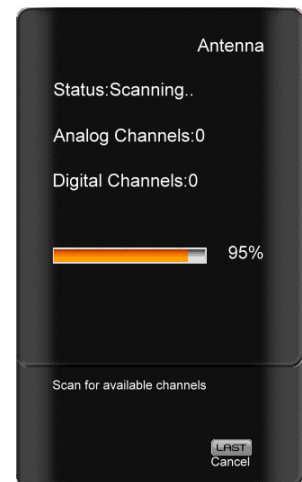 Antenna
Status:Scanning..
Analog Channels:0
Digital Channels:0
95%
Scan for available channels
LAST
Cancel